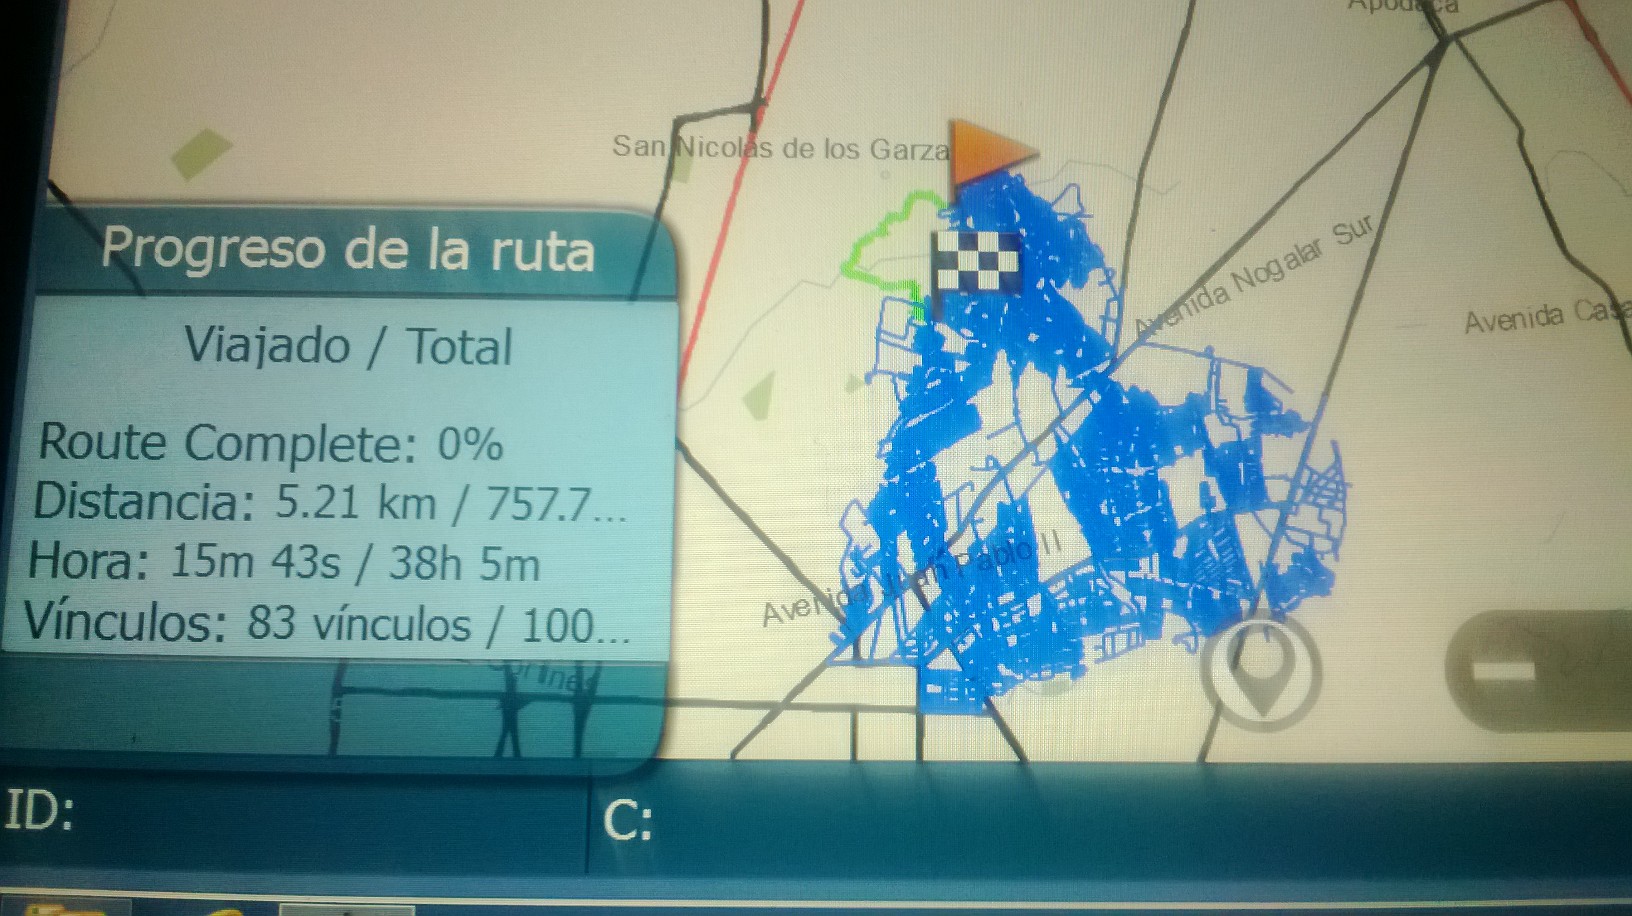 Apodaca
San Nicolás de los Garza
Progreso de la ruta
Avenida Nogalar Sur
Avenida Casa
Viajado / Total
Route Complete: 0%
Distancia: 5.21 km / 757.7...
Hora: 15m 43s / 38h 5m
Avenida Juan Pablo II
Vínculos: 83 vínculos / 100...
ID:
C: